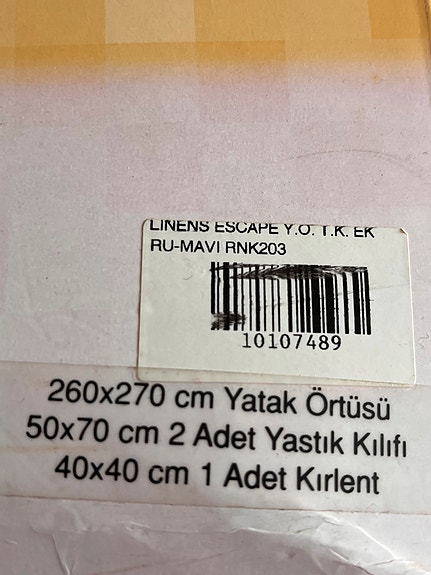 LINENS ESCAPE Y.O. T.K. EK
RU-MAVI RNK203
10107489
260x270 cm Yatak Örtüsü
50x70 cm 2 Adet Yastık Kılıfı
40x40 cm 1 Adet Kırlent